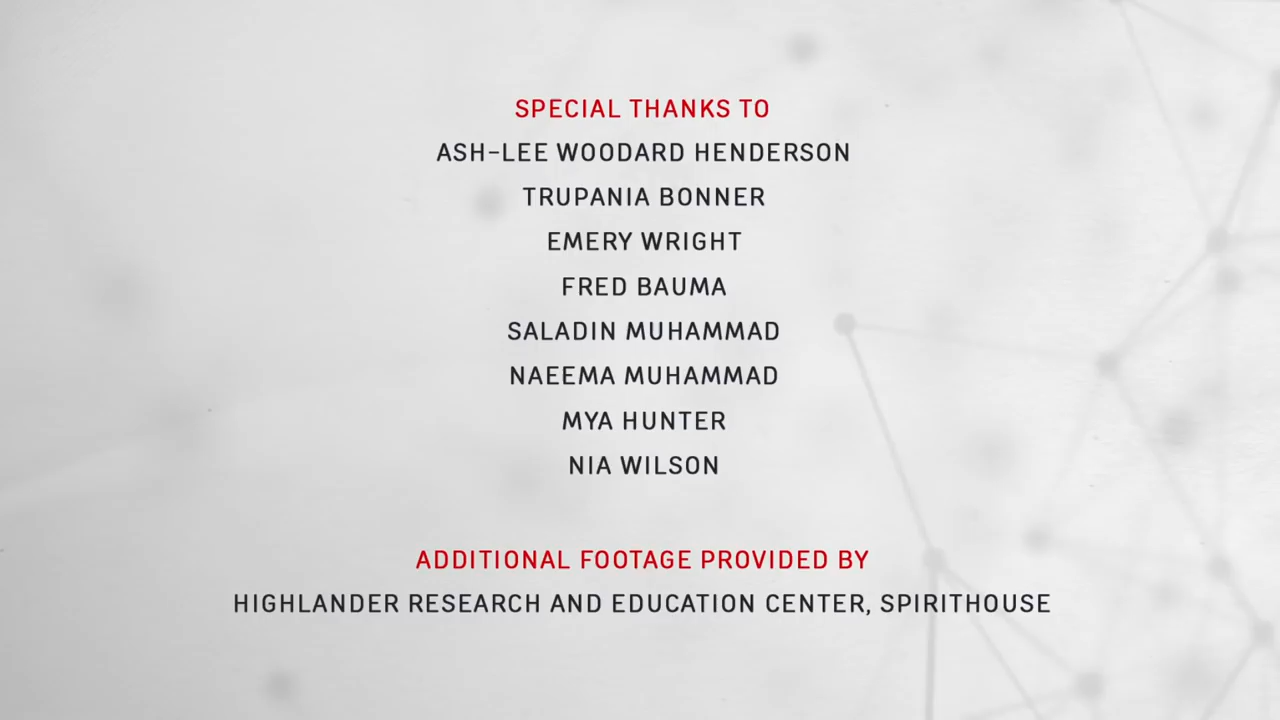 SPECIAL THANKS TO
ASH-LEE WOODARD HENDERSON
TRUPANIA BONNER
EMERY WRIGHT
FRED BAUMA
SALADIN MUHAMMAD
NAEEMA MUHAMMAD
MYA HUNTER
NIA WILSON
ADDITIONAL FOOTAGE PROVIDED BY
HIGHLANDER RESEARCH AND EDUCATION CENTER, SPIRITHOUSE